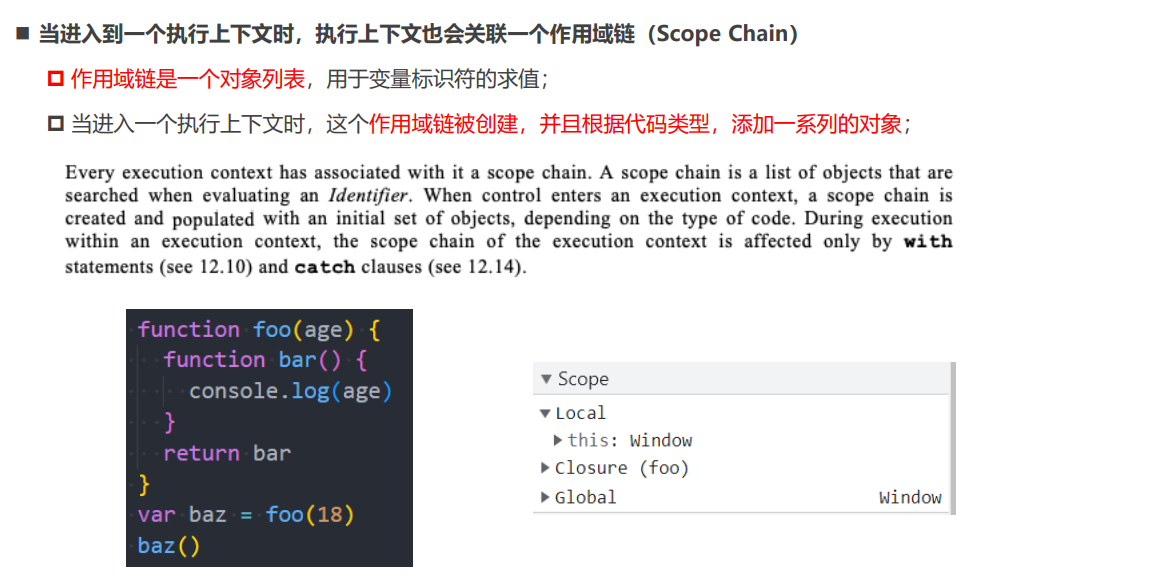 ■ 当进入到一个执行上下文时，执行上下文也会关联一个作用域链（Scope Chain）
作用域链是一个对象列表，用于变量标识符的求值；
当进入一个执行上下文时，这个作用域链被创建，并且根据代码类型，添加一系列的对象；
Every execution context has associated with it a scope chain. A scope chain is a list of objects that are
searched when evaluating an Identifier. When control enters an execution context, a scope chain is
created and populated with an initial set of objects, depending on the type of code. During execution
within an execution context, the scope chain of the execution context is affected only by with
statements (see 12.10) and catch clauses (see 12.14).
function foo(age) {
  function bar() {
    console.log(age)
  }
  return bar
}
var baz = foo(18)
baz()
▼ Scope
▼ Local
▶ this: Window
▶ Closure (foo)
▶ Global Window